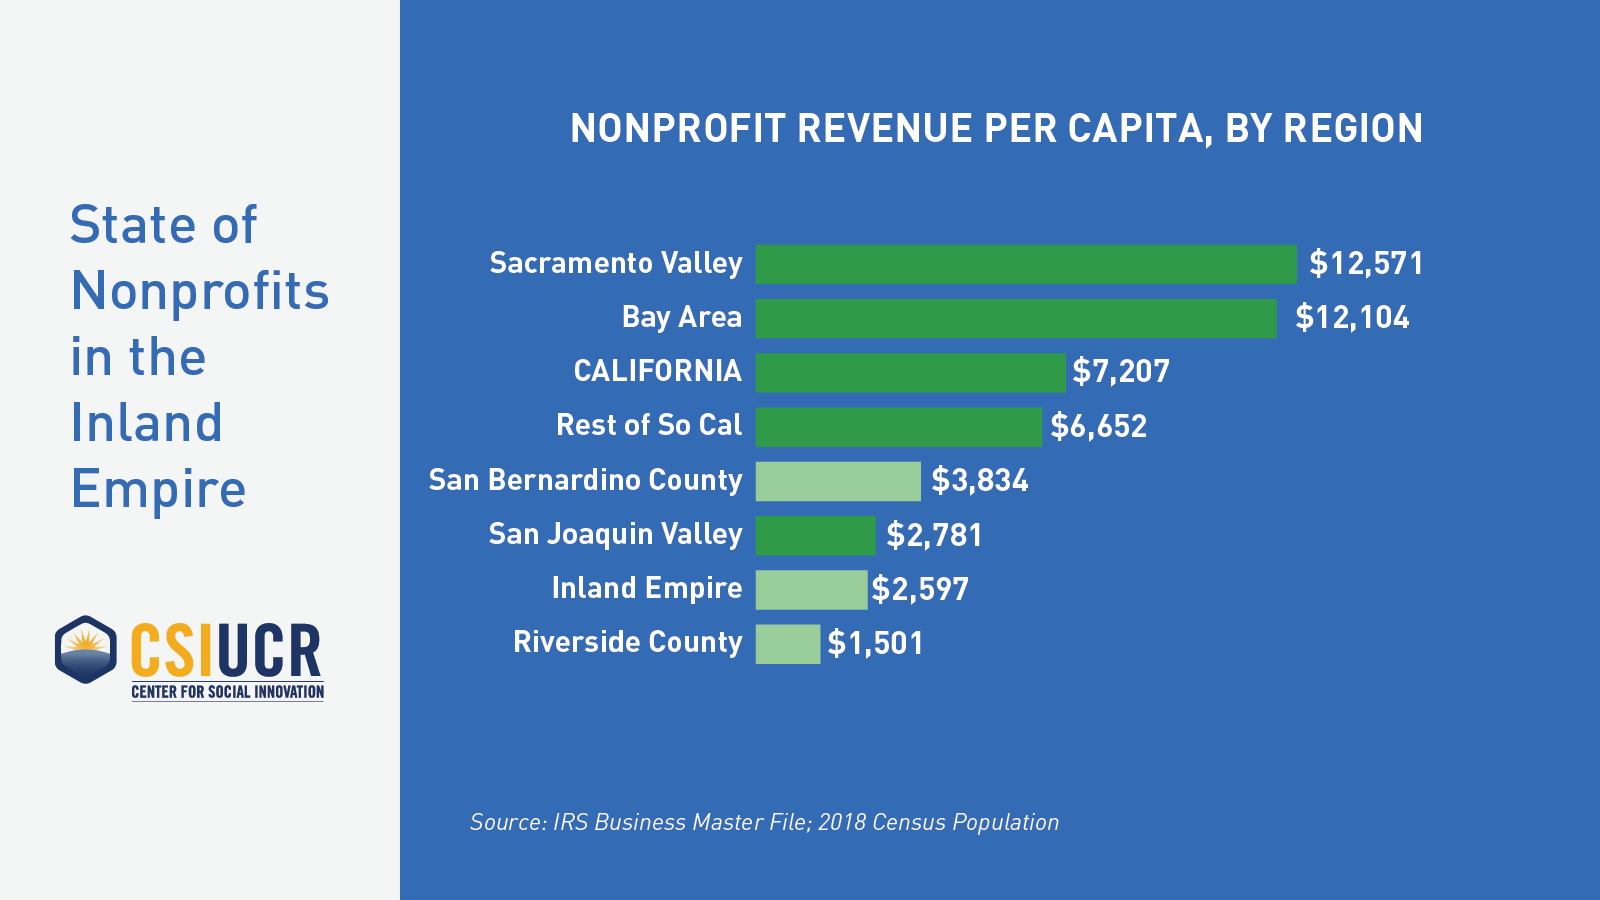 State of
Nonprofits
in the
Inland
Empire
CSIUCR
CENTER FOR SOCIAL INNOVATION
NONPROFIT REVENUE PER CAPITA, BY REGION
Sacramento Valley $12,571
Bay Area $12,104
CALIFORNIA $7,207
Rest of So Cal $6,652
San Bernardino County $3,834
San Joaquin Valley $2,781
Inland Empire $2,597
Riverside County $1,501
Source: IRS Business Master File; 2018 Census Population